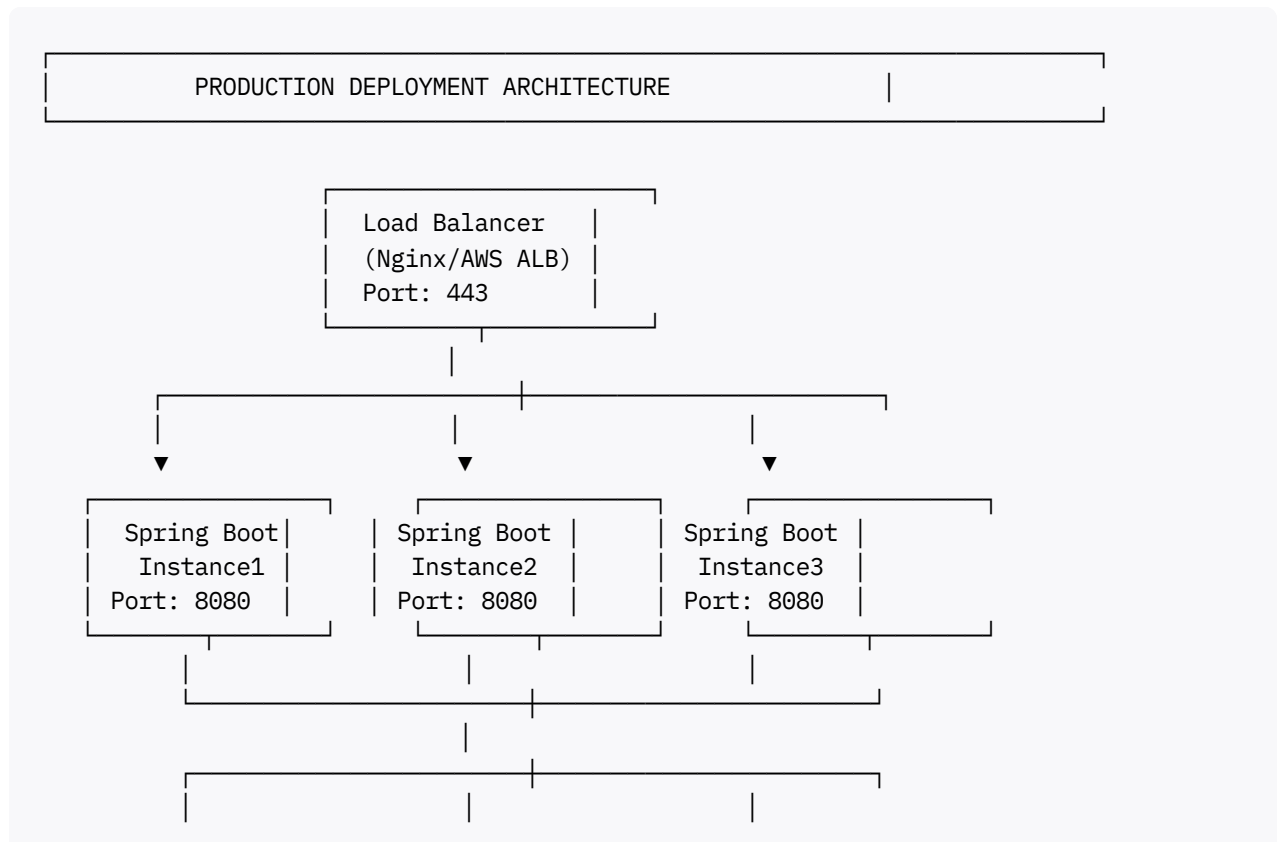 PRODUCTION DEPLOYMENT ARCHITECTURE
Load Balancer
(Nginx/AWS ALB)
Port: 443
Spring Boot Spring Boot Spring Boot
Instance1 Instance2 Instance3
Port: 8080 Port: 8080 Port: 8080